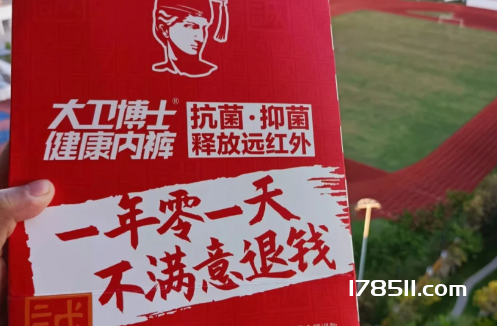 大卫博士®
健康内裤
抗菌·抑菌
释放远红外
一年零一天
不满意退钱
178511.com